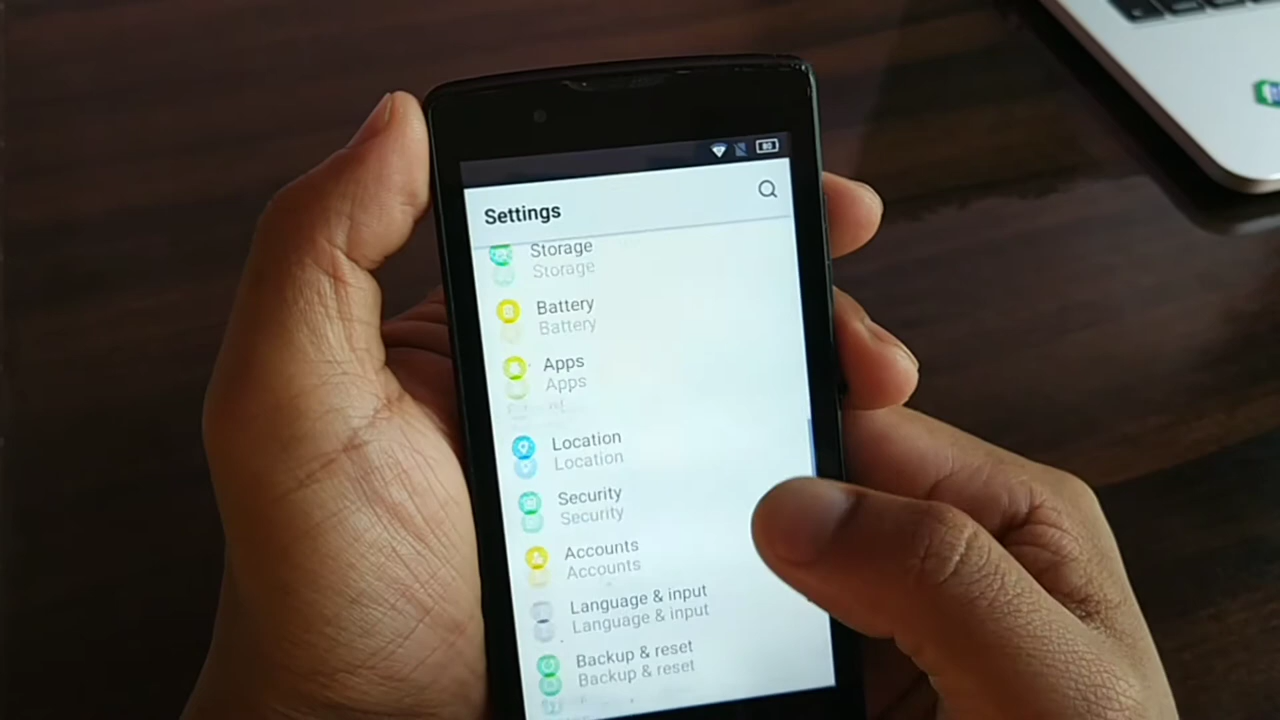 80
Settings
Storage
Storage
Battery
Battery
Apps
Apps
Location
Location
Security
Security
Accounts
Accounts
Language & input
Language & input
Backup & reset
Backup & reset